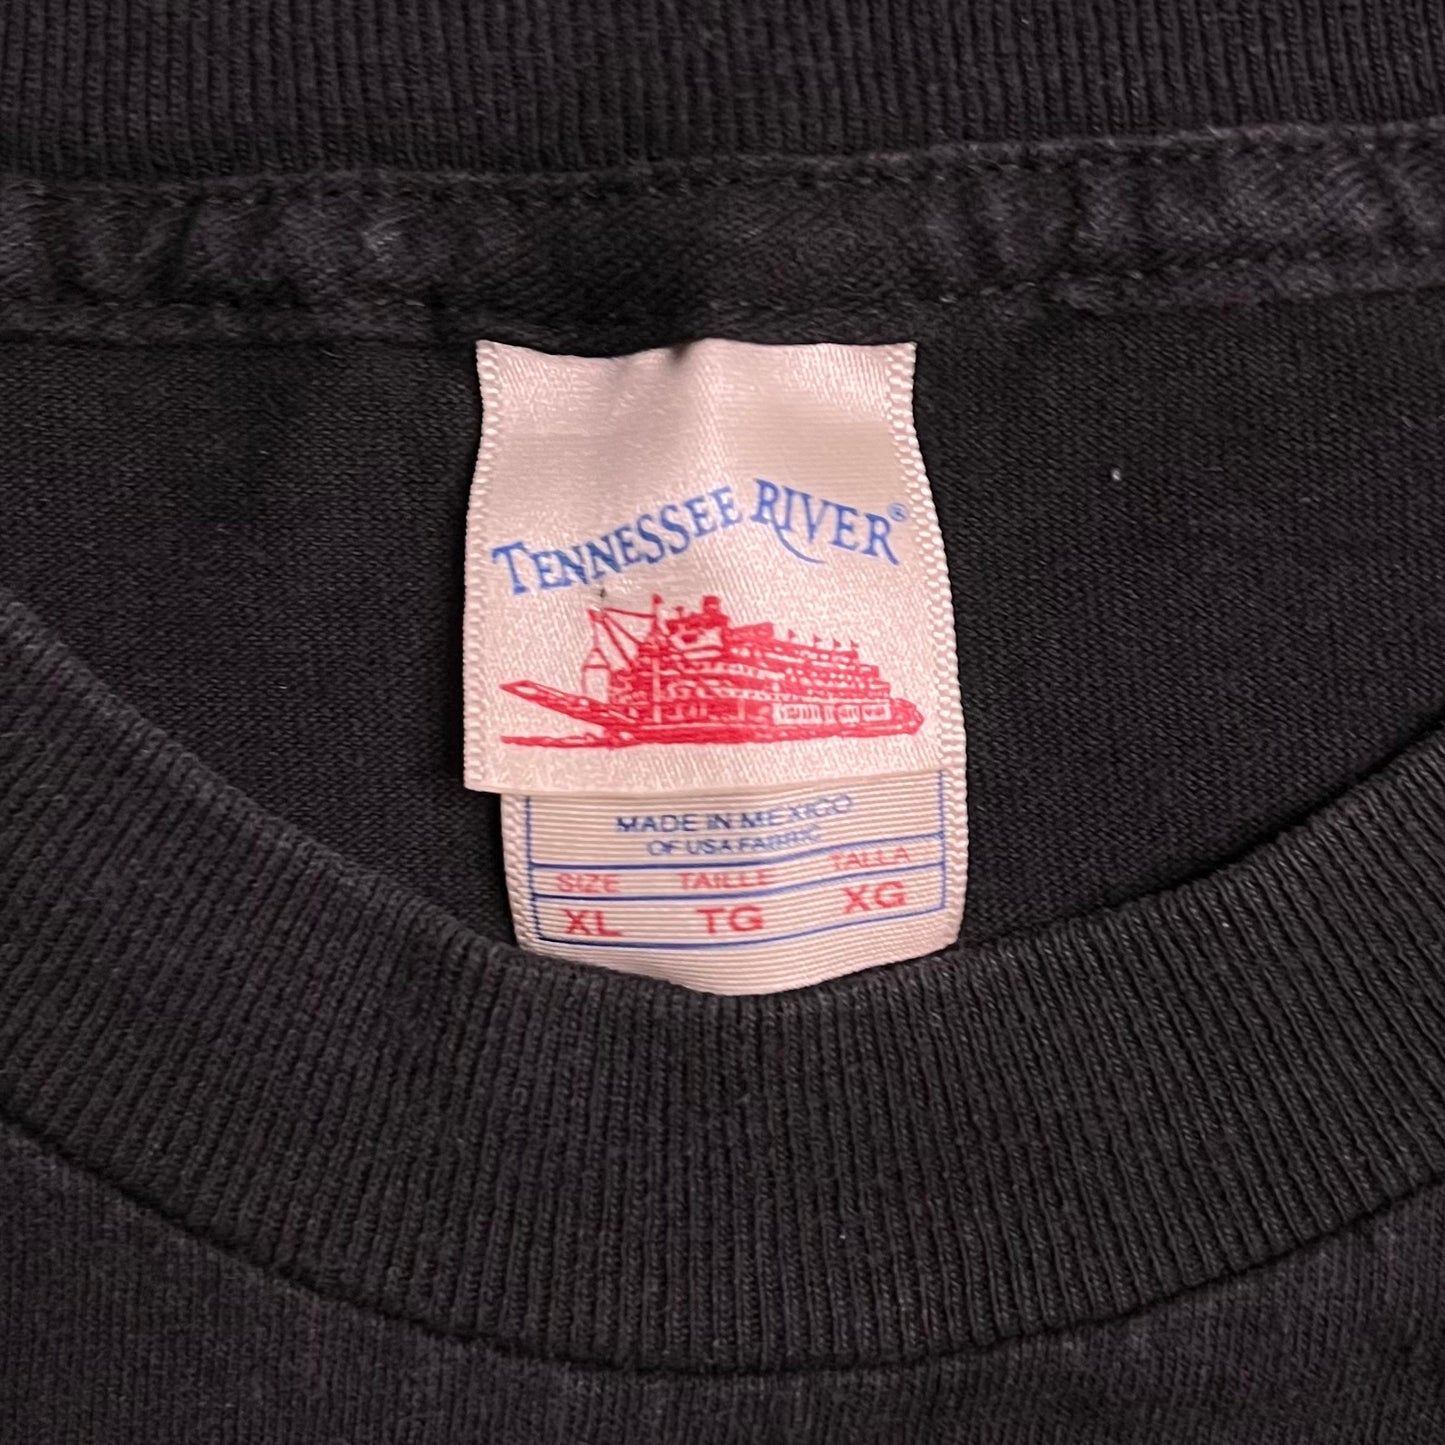 TENNESSEE RIVER®
MADE IN MEXICO
OF USA FABRIC
SIZE TAILLE TALLA
XL TG XG